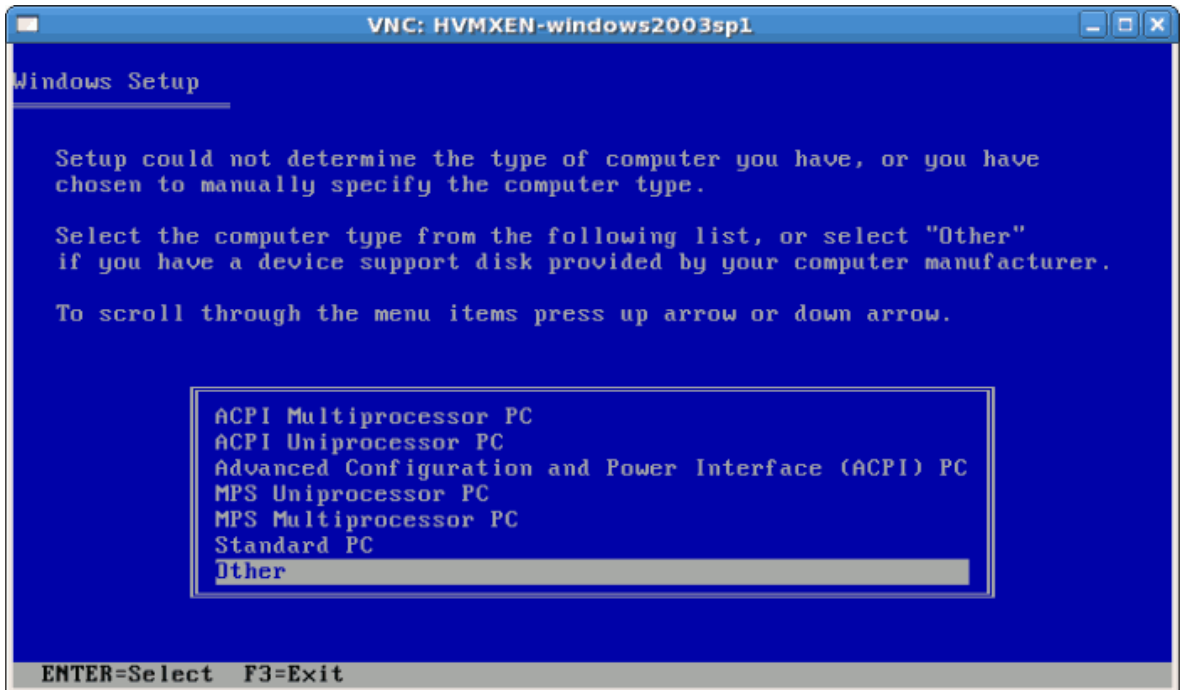 VNC: HVMXEN-windows2003sp1
Windows Setup
Setup could not determine the type of computer you have, or you have
chosen to manually specify the computer type.
Select the computer type from the following list, or select "Other"
if you have a device support disk provided by your computer manufacturer.
To scroll through the menu items press up arrow or down arrow.
ACPI Multiprocessor PC
ACPI Uniprocessor PC
Advanced Configuration and Power Interface (ACPI) PC
MPS Uniprocessor PC
MPS Multiprocessor PC
Standard PC
Other
ENTER=Select F3=Exit